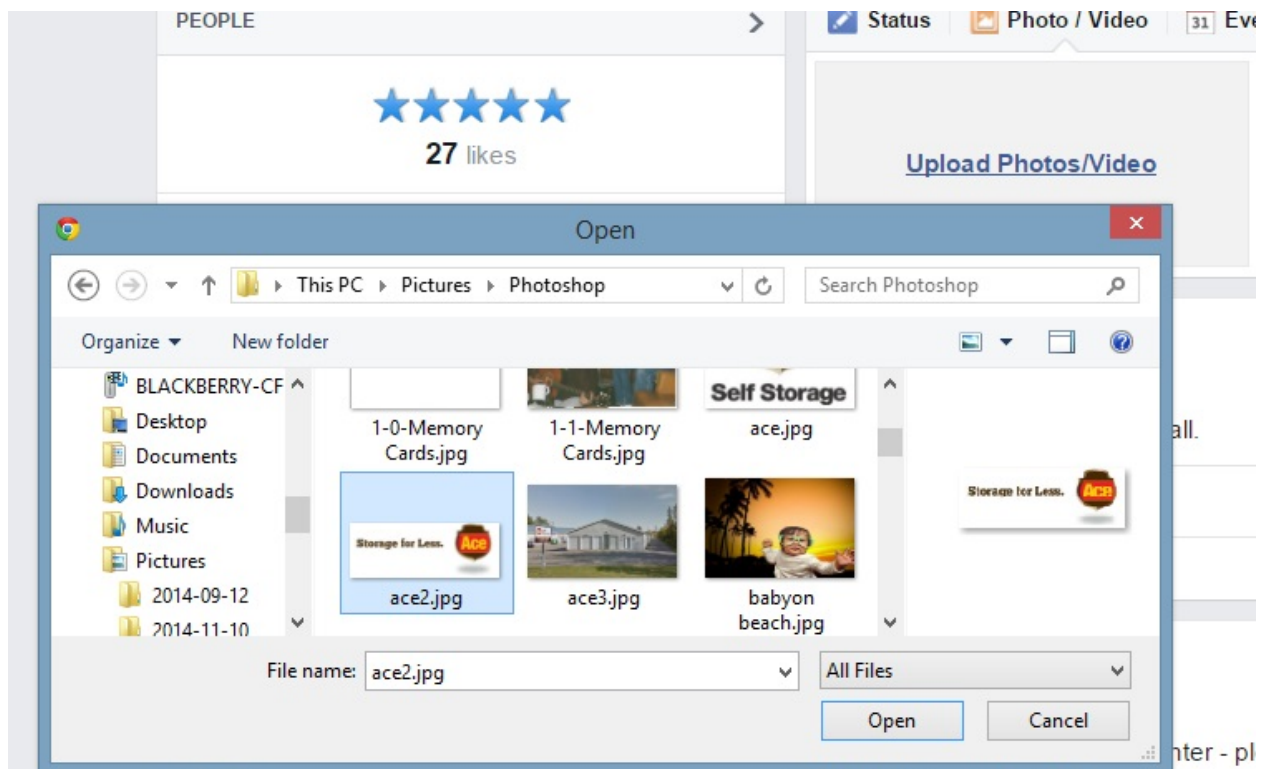 PEOPLE
Status
Photo / Video
31 Eve
27 likes
Upload Photos/Video
Open
This PC
Pictures
Photoshop
Search Photoshop
Organize
New folder
BLACKBERRY-CF
Desktop
Documents
Downloads
Music
Pictures
2014-09-12
2014-11-10
1-0-Memory
Cards.jpg
1-1-Memory
Cards.jpg
Self Storage
ace.jpg
Storage for Less. Ace
ace2.jpg
ace3.jpg
babyon
beach.jpg
Storage for Less. Ace
all.
File name: ace2.jpg
All Files
Open
Cancel
nter - pl